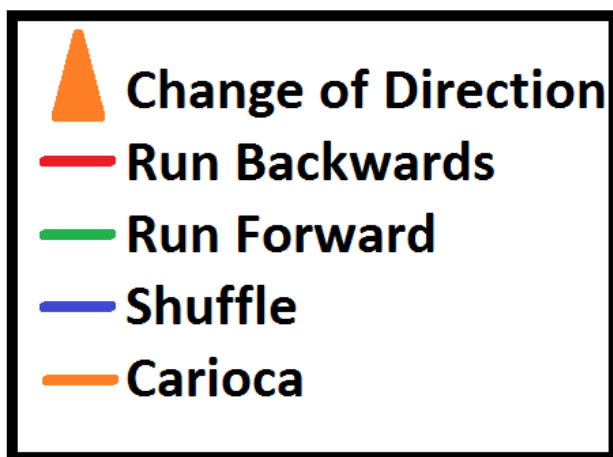 Change of Direction
Run Backwards
Run Forward
Shuffle
Carioca